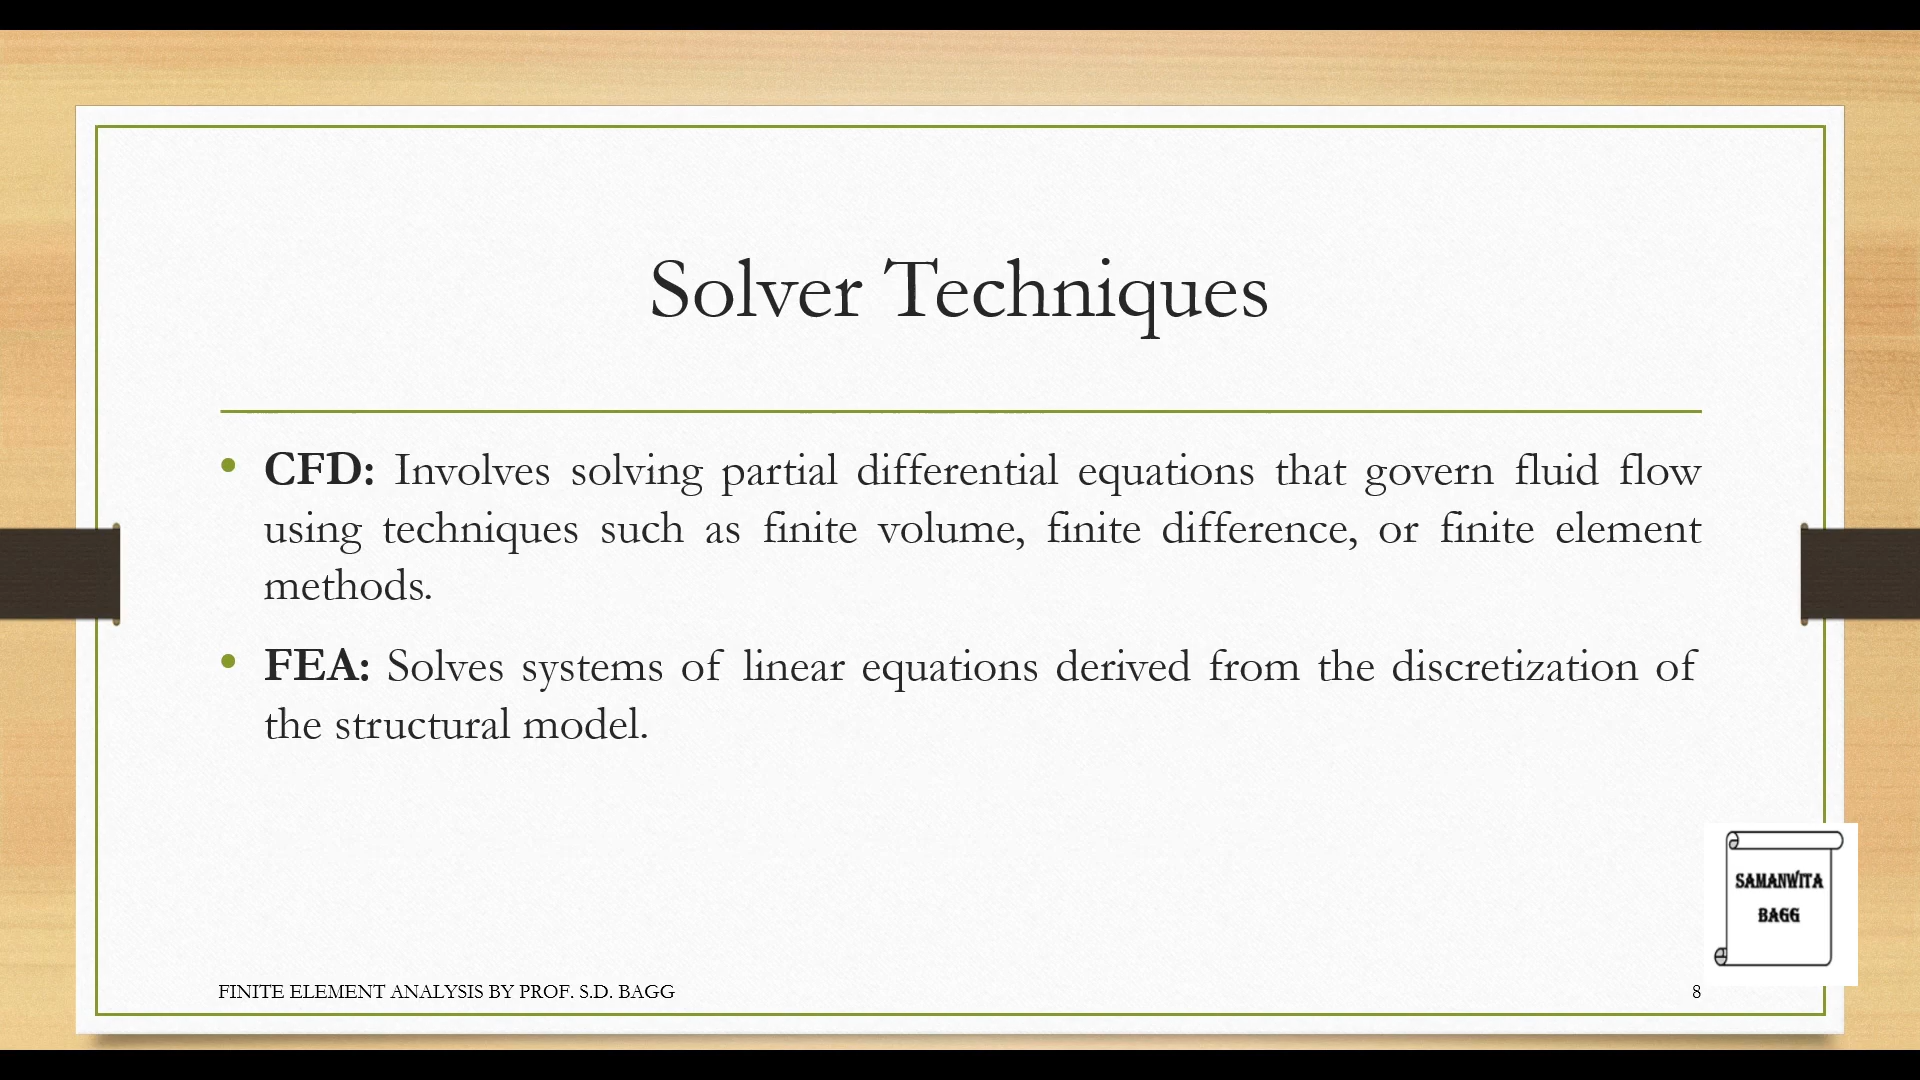 Solver Techniques
• CFD: Involves solving partial differential equations that govern fluid flow
using techniques such as finite volume, finite difference, or finite element
methods.
• FEA: Solves systems of linear equations derived from the discretization of
the structural model.
SAMANWITA
BAGG
FINITE ELEMENT ANALYSIS BY PROF. S.D. BAGG
8